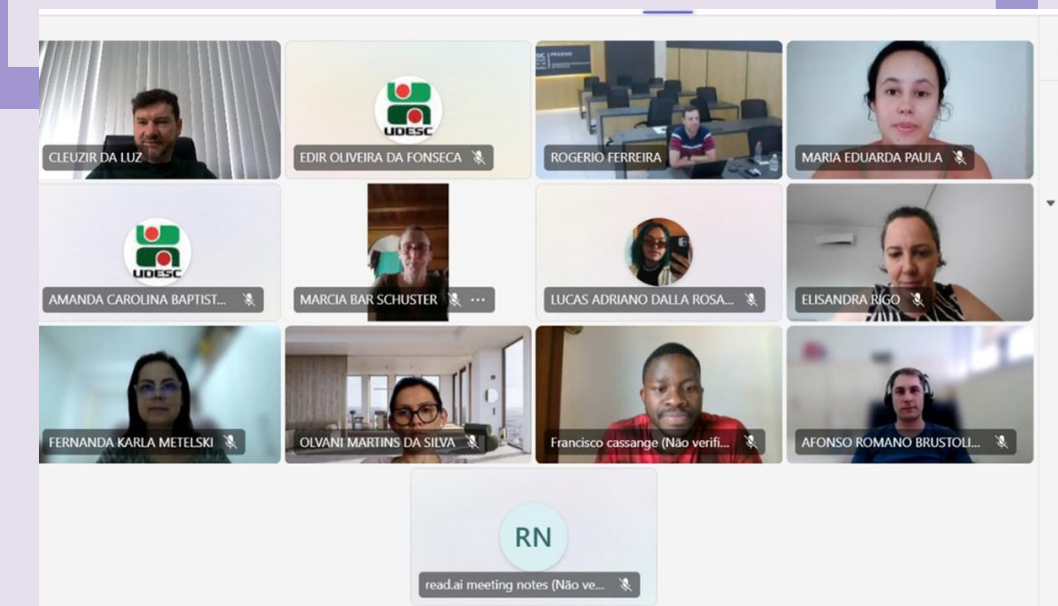 CLEUZIR DA LUZ
UDESC
EDIR OLIVEIRA DA FONSECA
ROGERIO FERREIRA
MARIA EDUARDA PAULA
UDESC
AMANDA CAROLINA BAPTIST...
MARCIA BAR SCHUSTER
LUCAS ADRIANO DALLA ROSA...
ELISANDRA RIGO
FERNANDA KARLA METELSKI
OLVANI MARTINS DA SILVA
Francisco cassange (Não verifi...
AFONSO ROMANO BRUSTOLI...
RN
read.ai meeting notes (Não ve...